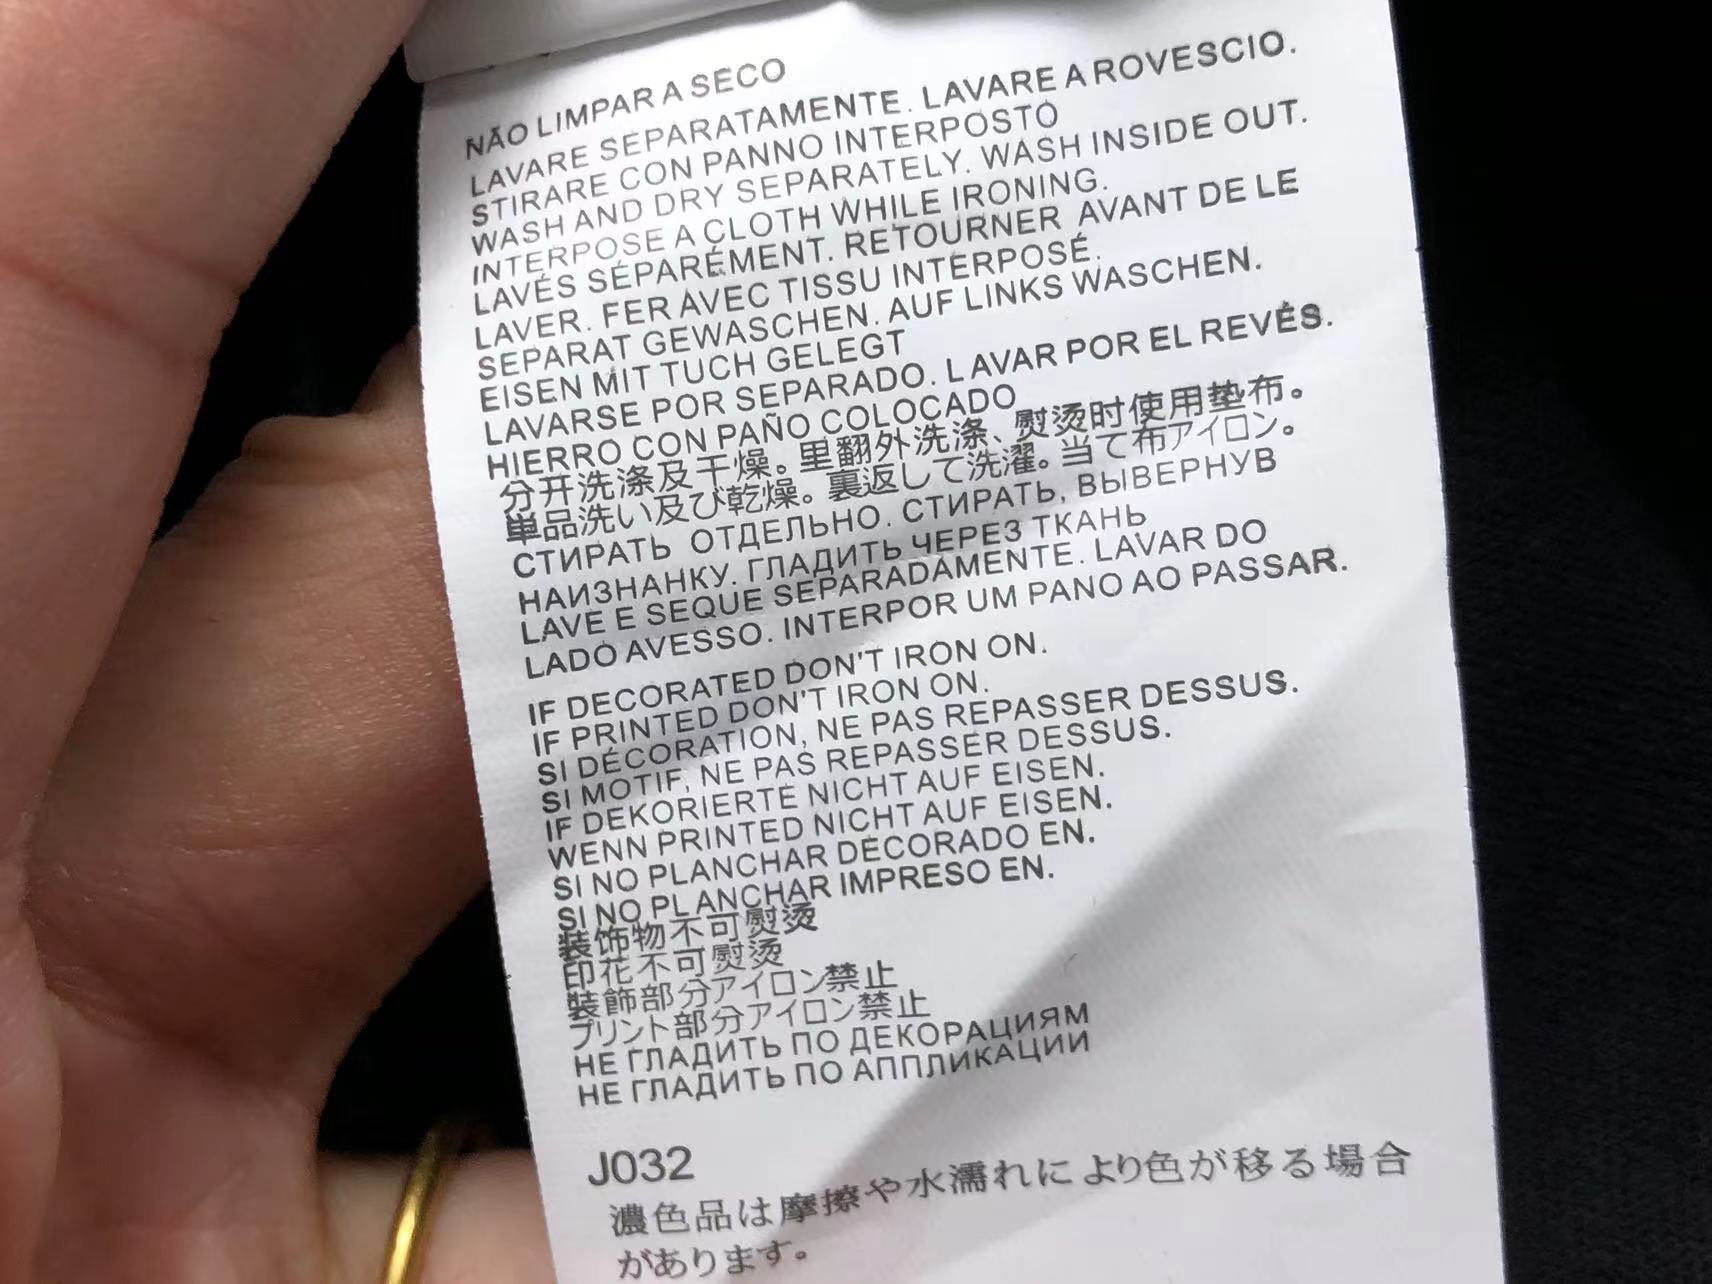 NÃO LIMPAR A SECO
LAVARE SEPARATAMENTE. LAVARE A ROVESCIO.
STIRARE CON PANNO INTERPOSTO
WASH AND DRY SEPARATELY. WASH INSIDE OUT.
INTERPOSE A CLOTH WHILE IRONING.
LAVÉS SÉPARÉMENT. RETOURNER AVANT DE LE
LAVER. FER AVEC TISSU INTERPOSÉ.
SEPARAT GEWASCHEN. AUF LINKS WASCHEN.
EISEN MIT TUCH GELEGT
LAVARSE POR SEPARADO. LAVAR POR EL REVÉS.
HIERRO CON PAÑO COLOCADO
分开洗涤及干燥。里翻外洗涤、熨烫时使用垫布。
単品洗い及び乾燥。裏返して洗濯。当て布アイロン。
СТИРАТЬ ОТДЕЛЬНО. СТИРАТЬ, ВЫВЕРНУВ
НАИЗНАНКУ. ГЛАДИТЬ ЧЕРЕЗ ТКАНЬ
LAVE E SEQUE SEPARADAMENTE. LAVAR DO
LADO AVESSO. INTERPOR UM PANO AO PASSAR.
IF DECORATED DON'T IRON ON.
IF PRINTED DON'T IRON ON.
SI DÉCORATION, NE PAS REPASSER DESSUS.
SI MOTIF, NE PAS REPASSER DESSUS.
IF DEKORIERTE NICHT AUF EISEN.
WENN PRINTED NICHT AUF EISEN.
SI NO PLANCHAR DECORADO EN.
SI NO PLANCHAR IMPRESO EN.
装饰物不可熨烫
印花不可熨烫
装飾部分アイロン禁止
プリント部分アイロン禁止
НЕ ГЛАДИТЬ ПО ДЕКОРАЦИЯМ
НЕ ГЛАДИТЬ ПО АППЛИКАЦИИ
J032
濃色品は摩擦や水濡れにより色が移る場合
があります。